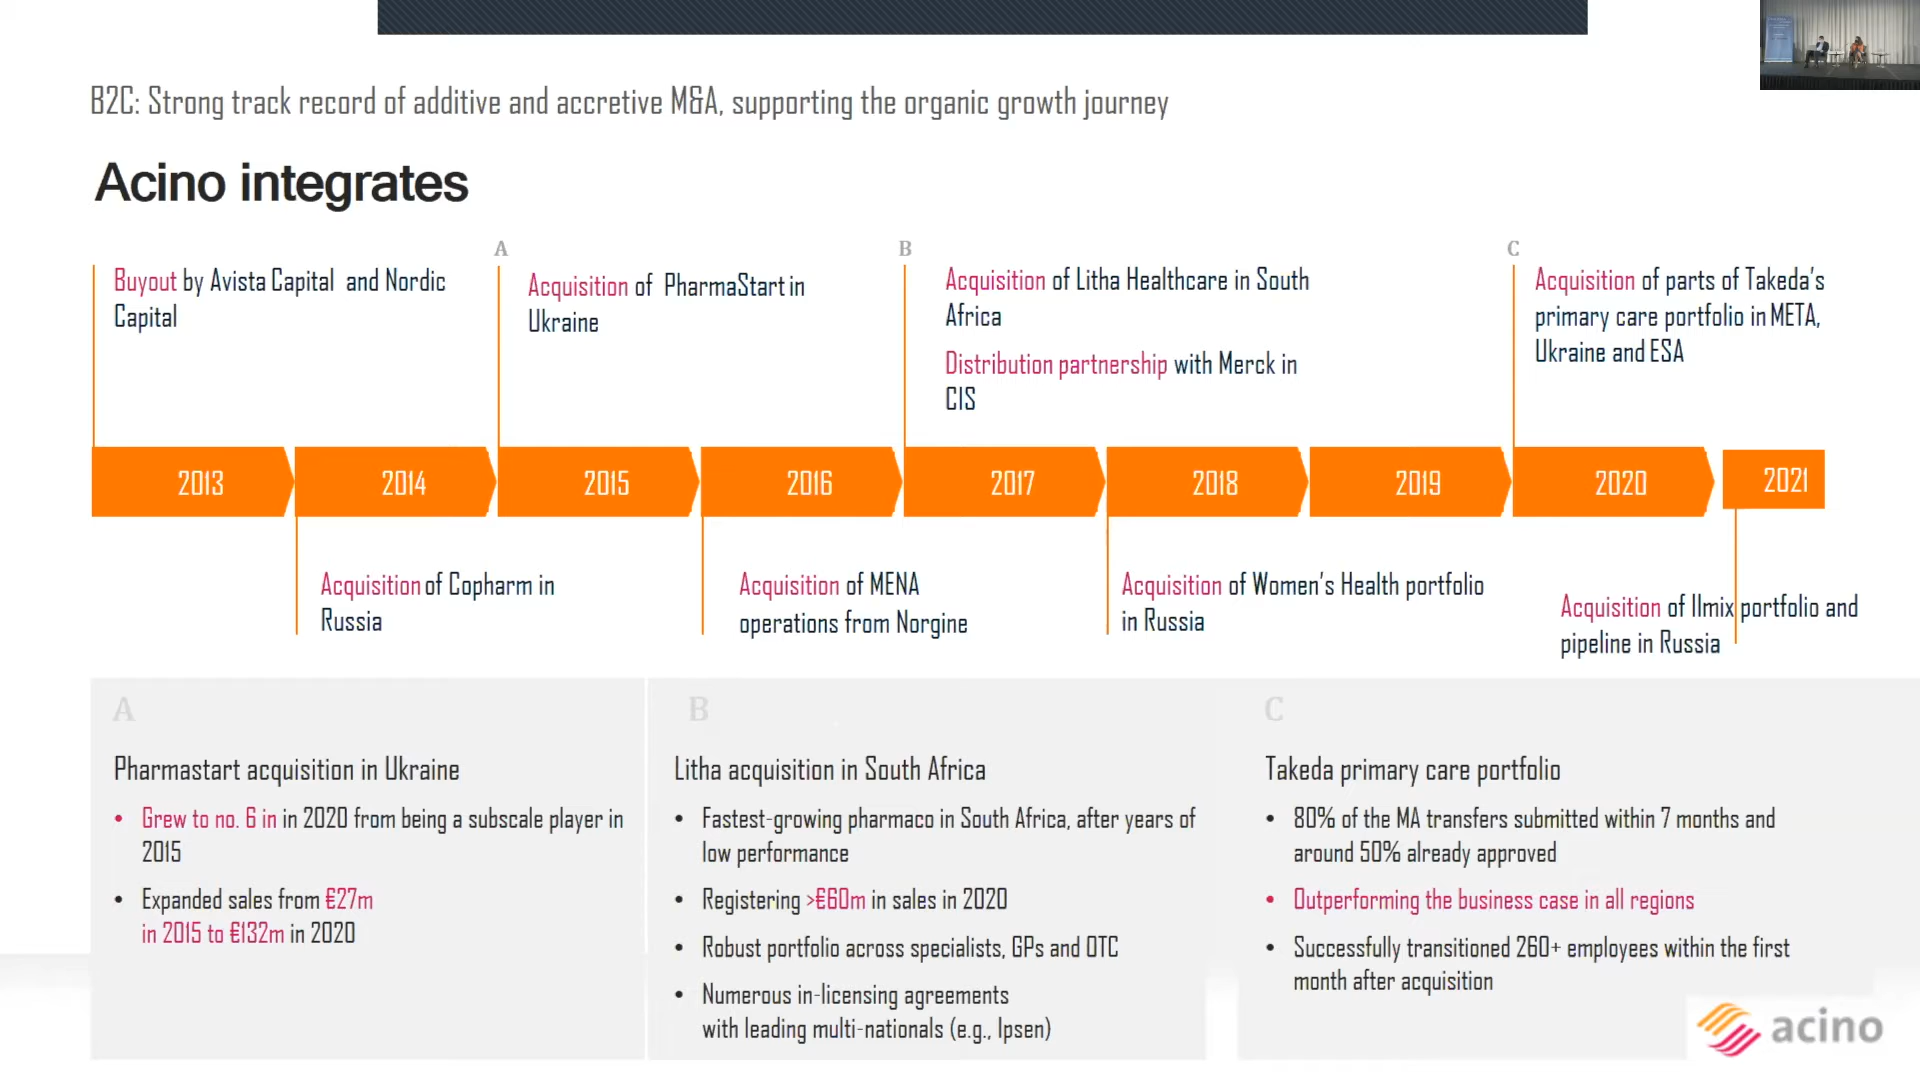 B2C: Strong track record of additive and accretive M&A, supporting the organic growth journey
Acino integrates
A
B
C
Buyout by Avista Capital and Nordic
Capital
Acquisition of PharmaStart in
Ukraine
Acquisition of Litha Healthcare in South
Africa
Distribution partnership with Merck in
CIS
Acquisition of parts of Takeda's
primary care portfolio in META,
Ukraine and ESA
2013
2014
2015
2016
2017
2018
2019
2020
2021
Acquisition of Copharm in
Russia
Acquisition of MENA
operations from Norgine
Acquisition of Women's Health portfolio
in Russia
Acquisition of Ilmix portfolio and
pipeline in Russia
A
Pharmastart acquisition in Ukraine
• Grew to no. 6 in in 2020 from being a subscale player in
2015
• Expanded sales from €27m
in 2015 to €132m in 2020
B
Litha acquisition in South Africa
• Fastest-growing pharmaco in South Africa, after years of
low performance
• Registering >€60m in sales in 2020
• Robust portfolio across specialists, GPs and OTC
• Numerous in-licensing agreements
with leading multi-nationals (e.g., Ipsen)
C
Takeda primary care portfolio
• 80% of the MA transfers submitted within 7 months and
around 50% already approved
• Outperforming the business case in all regions
• Successfully transitioned 260+ employees within the first
month after acquisition
acino